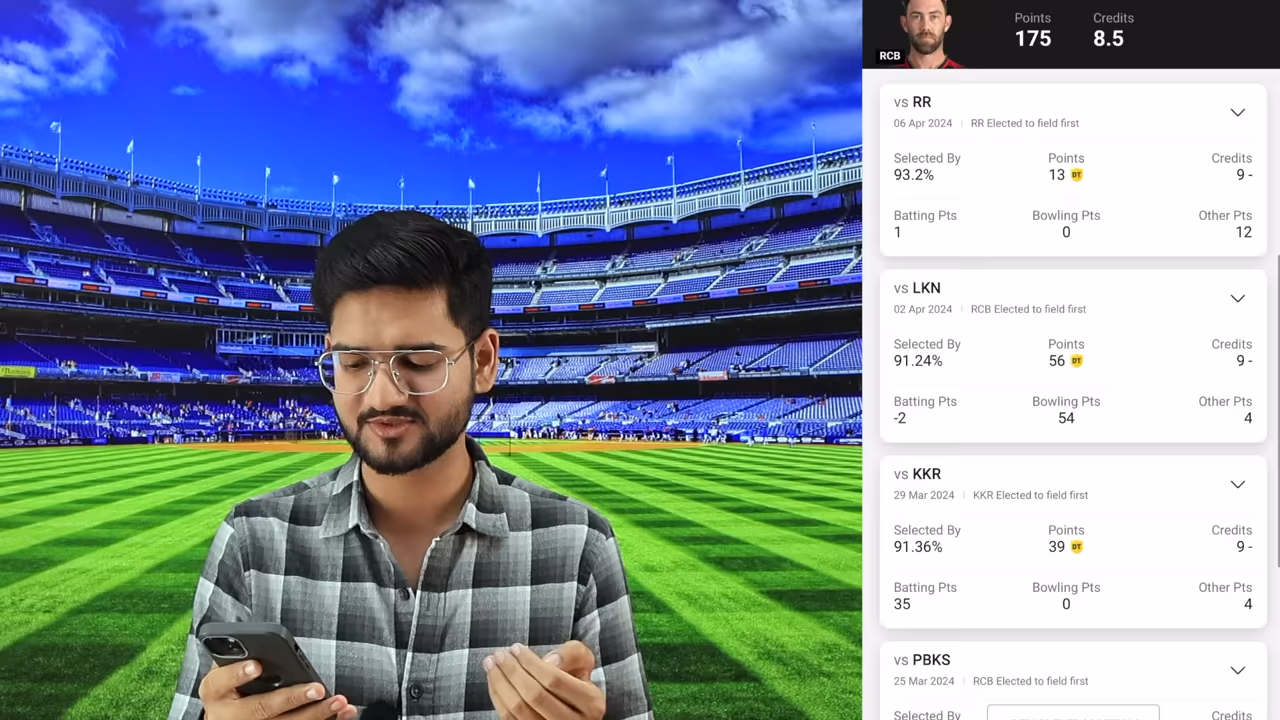 Points Credits
RCB 175 8.5
vs RR
06 Apr 2024 | RR Elected to field first
Selected By Points Credits
93.2% 13 DT 9 -
Batting Pts Bowling Pts Other Pts
1 0 12
vs LKN
02 Apr 2024 | RCB Elected to field first
Selected By Points Credits
91.24% 56 DT 9 -
Batting Pts Bowling Pts Other Pts
-2 54 4
vs KKR
29 Mar 2024 | KKR Elected to field first
Selected By Points Credits
91.36% 39 DT 9 -
Batting Pts Bowling Pts Other Pts
35 0 4
vs PBKS
25 Mar 2024 | RCB Elected to field first
Selected By Credits